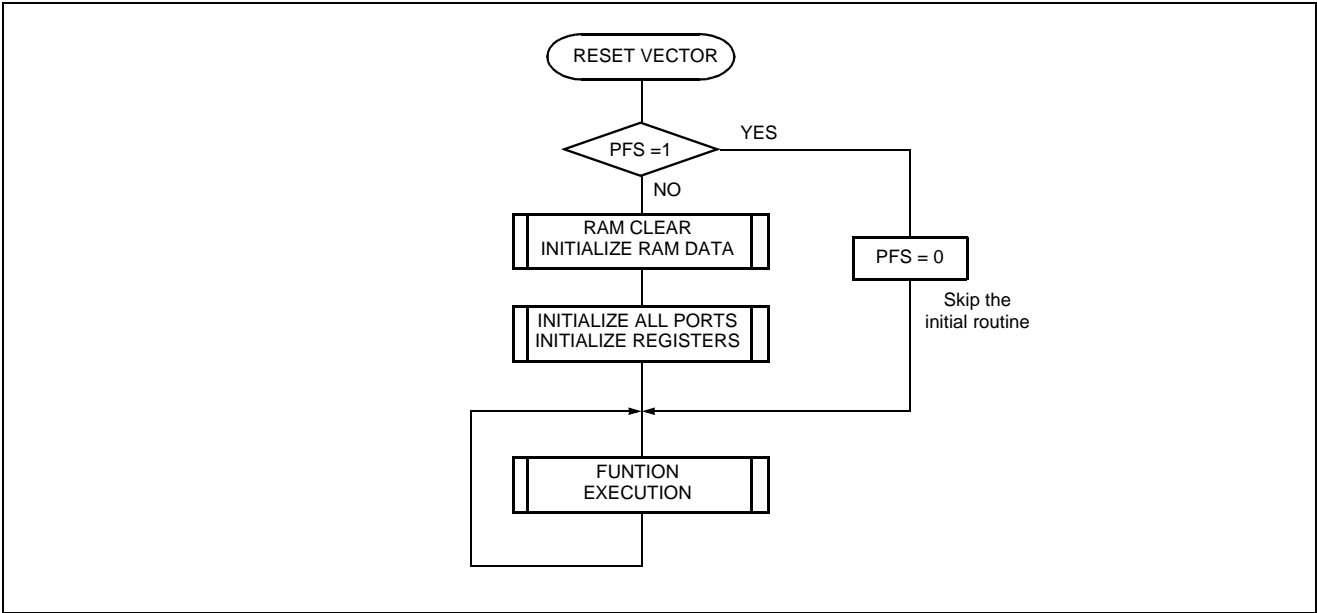 RESET VECTOR
PFS =1
YES
NO
RAM CLEAR
INITIALIZE RAM DATA
PFS = 0
Skip the
initial routine
INITIALIZE ALL PORTS
INITIALIZE REGISTERS
FUNTION
EXECUTION